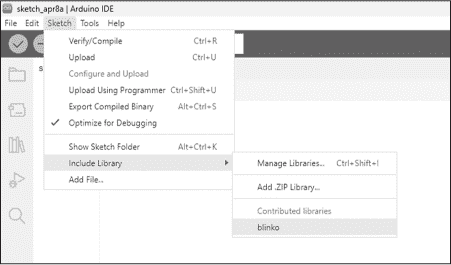 sketch_apr8a | Arduino IDE
File Edit Sketch Tools Help
Verify/Compile Ctrl+R
Upload Ctrl+U
Configure and Upload
Upload Using Programmer Ctrl+Shift+U
Export Compiled Binary Alt+Ctrl+S
✓ Optimize for Debugging
Show Sketch Folder Alt+Ctrl+K
Include Library
Add File...
Manage Libraries... Ctrl+Shift+I
Add .ZIP Library...
Contributed libraries
blinko